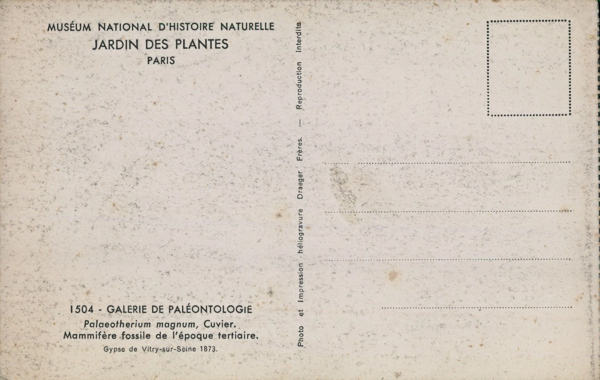 MUSÉUM NATIONAL D'HISTOIRE NATURELLE
JARDIN DES PLANTES
PARIS
1504 - GALERIE DE PALÉONTOLOGIE
Palaeotherium magnum, Cuvier.
Mammifère fossile de l'époque tertiaire.
Gypse de Vitry-sur-Seine 1873.
Photo et Impression héliogravure Draeger Frères. — Reproduction Interdite